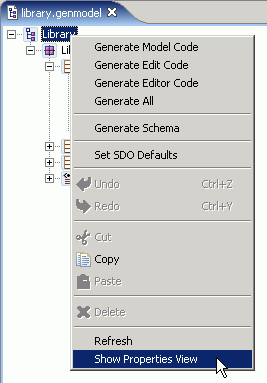 library.genmodel
Library
Generate Model Code
Li
Generate Edit Code
Generate Editor Code
Generate All
Generate Schema
Set SDO Defaults
Undo Ctrl+Z
Redo Ctrl+Y
Cut
Copy
Paste
Delete
Refresh
Show Properties View